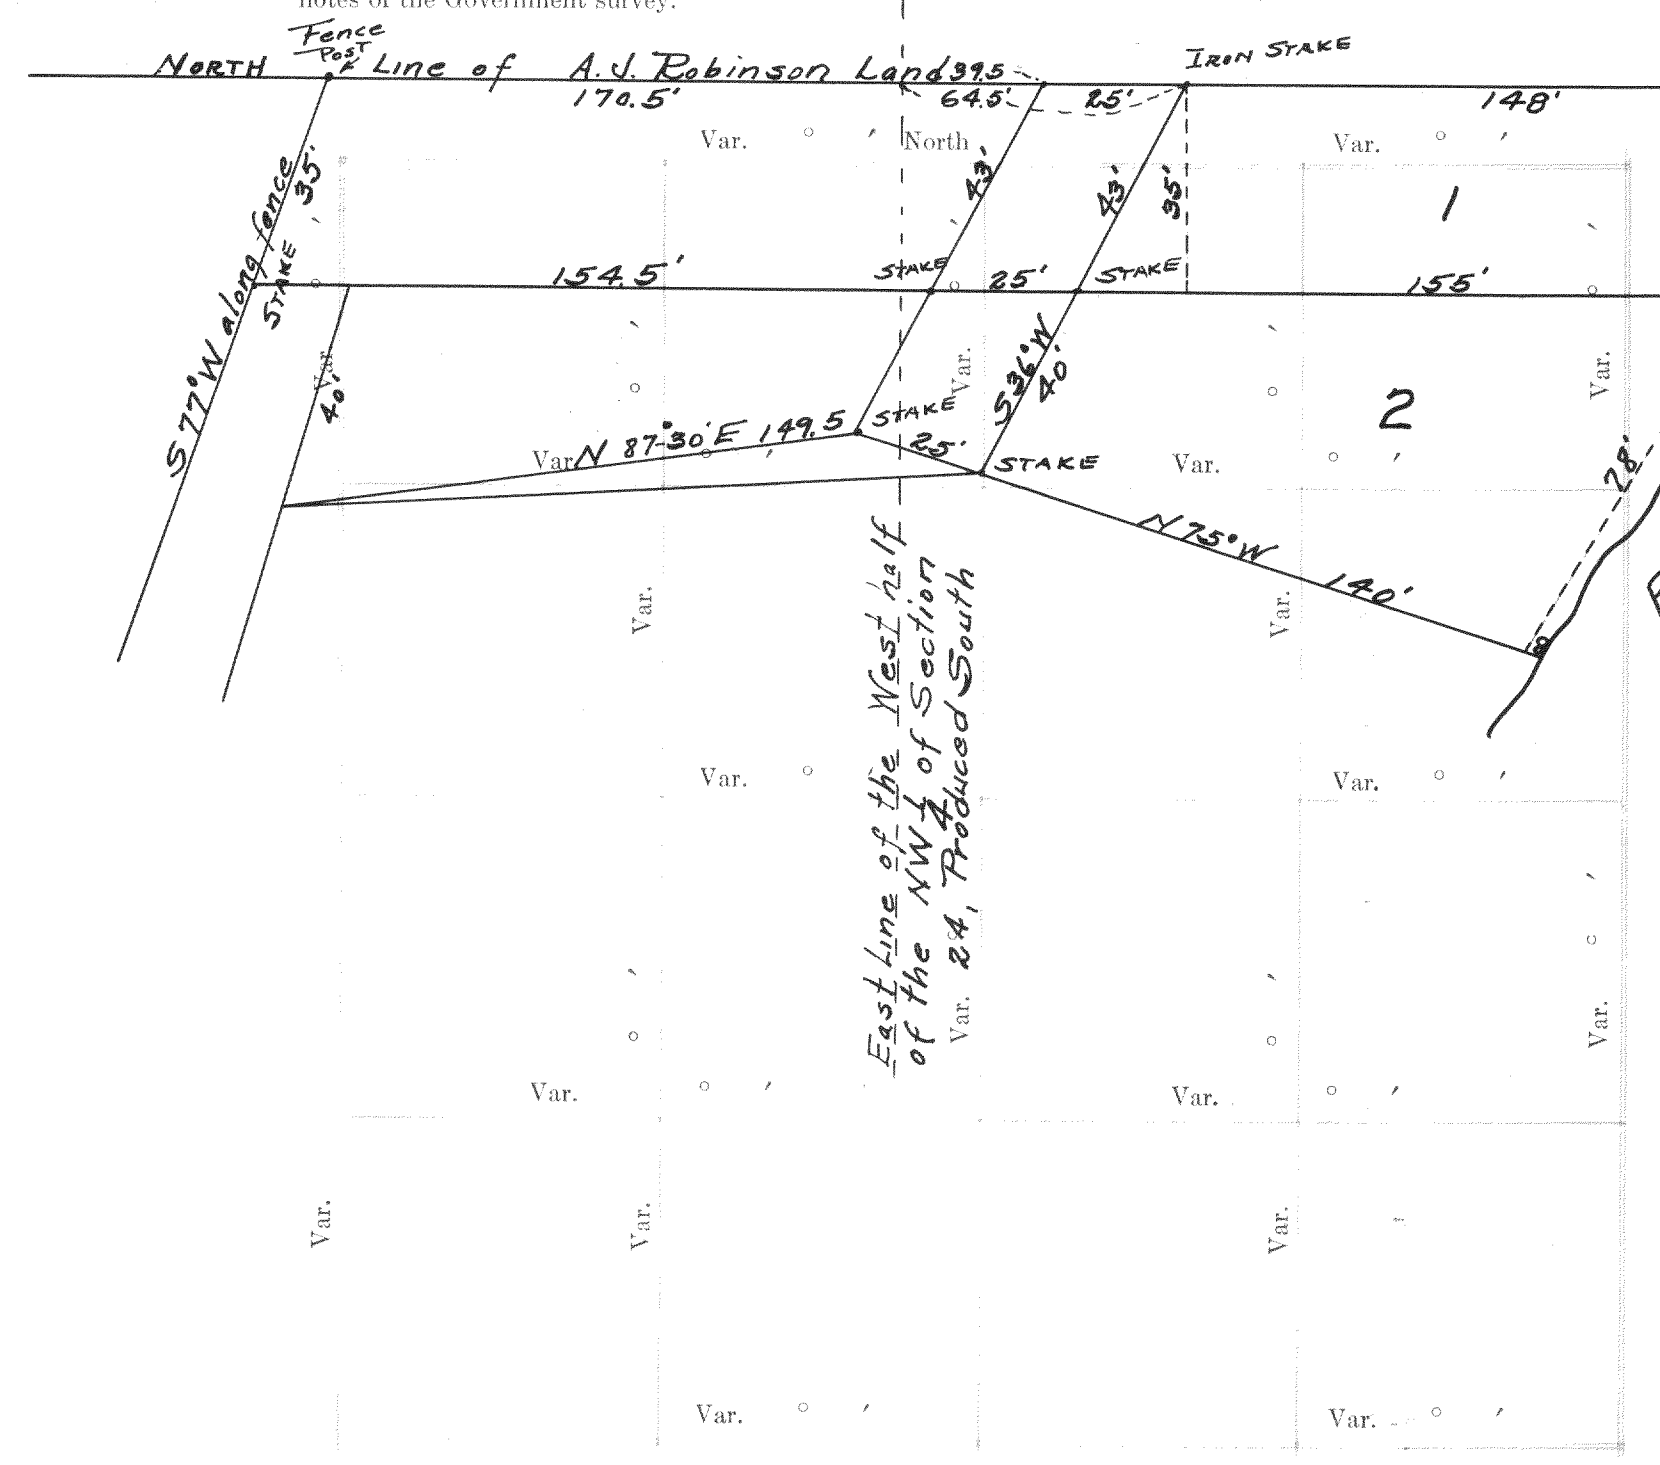 notes of the Government survey.
Fence
Post
IRON STAKE
NORTH Line of A.J. Robinson Land 39.5
170.5' 64.5' 25' 148'
Var. ° ′ North Var. ° ′
S 77° W along fence
35'
STAKE
43'
43'
35'
1
154.5' STAKE 25' STAKE 155'
Var.
40'
Var.
S 36° W
40'
2
Var.
N 87°-30' E 149.5 STAKE
Var. ° ′ 25' STAKE Var. ° ′
28'
N 75° W 140'
Var.
Var.
East Line of the West half
of the NW 1/4 of Section
24, Produced South
Var. ° Var. ° ′
Var.
Var.
Var. ° ′ Var. ° ′
Var.
Var.
Var.
Var. ° ′ Var. ° ′